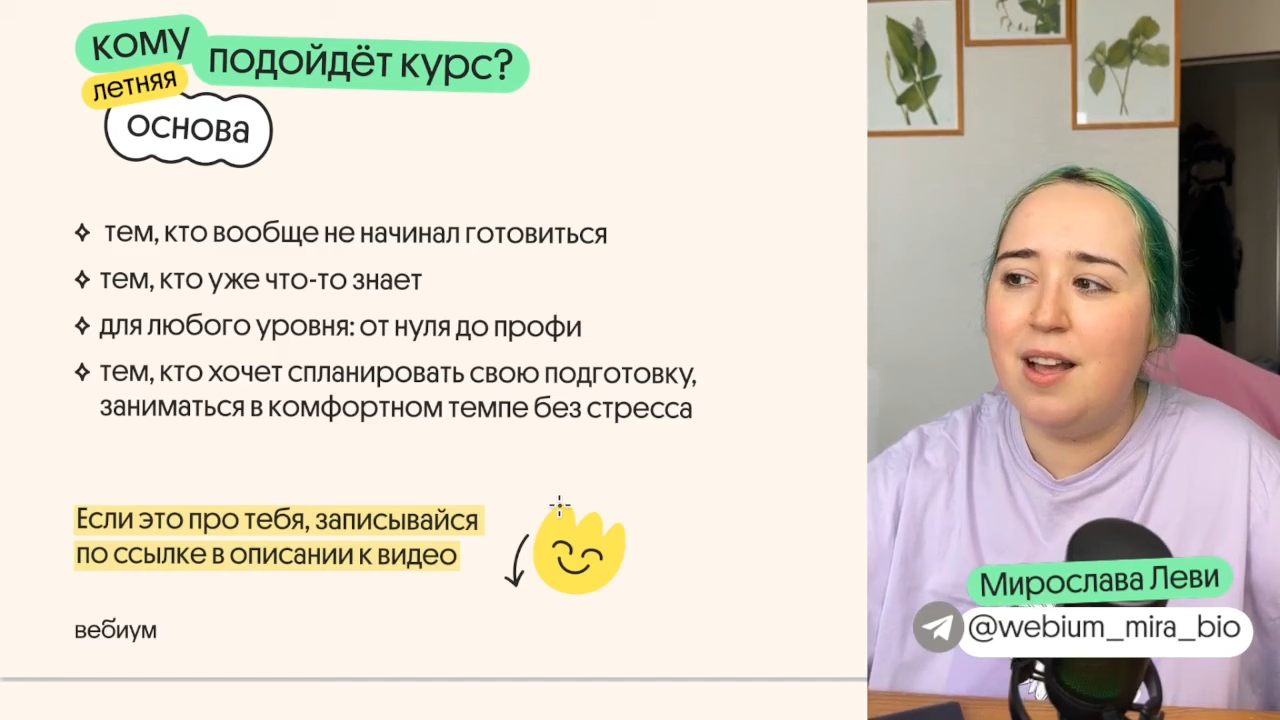 кому подойдёт курс?
летняя
основа
тем, кто вообще не начинал готовиться
тем, кто уже что-то знает
для любого уровня: от нуля до профи
тем, кто хочет спланировать свою подготовку,
заниматься в комфортном темпе без стресса
Если это про тебя, записывайся
по ссылке в описании к видео
вебиум
Мирослава Леви
@webium_mira_bio